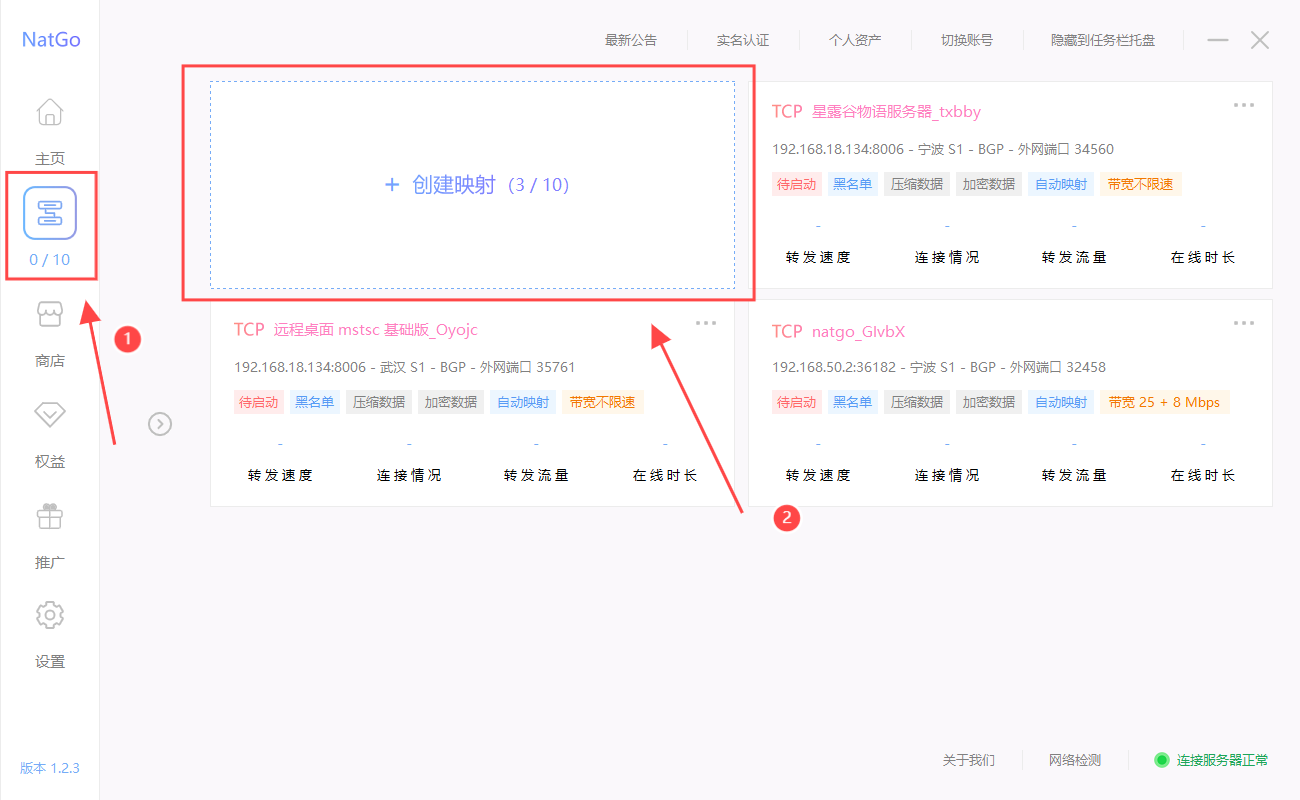 NatGo
最新公告
实名认证
个人资产
切换账号
隐藏到任务栏托盘
主页
0 / 10
商店
权益
推广
设置
版本 1.2.3
1
2
+ 创建映射（3 / 10）
TCP 星露谷物语服务器_txbby
192.168.18.134:8006 - 宁波 S1 - BGP - 外网端口 34560
待启动 黑名单 压缩数据 加密数据 自动映射 带宽不限速
- - - -
转发速度 连接情况 转发流量 在线时长
TCP 远程桌面 mstsc 基础版_Oyojc
192.168.18.134:8006 - 武汉 S1 - BGP - 外网端口 35761
待启动 黑名单 压缩数据 加密数据 自动映射 带宽不限速
- - - -
转发速度 连接情况 转发流量 在线时长
TCP natgo_GIvbX
192.168.50.2:36182 - 宁波 S1 - BGP - 外网端口 32458
待启动 黑名单 压缩数据 加密数据 自动映射 带宽 25 + 8 Mbps
- - - -
转发速度 连接情况 转发流量 在线时长
关于我们
网络检测
连接服务器正常